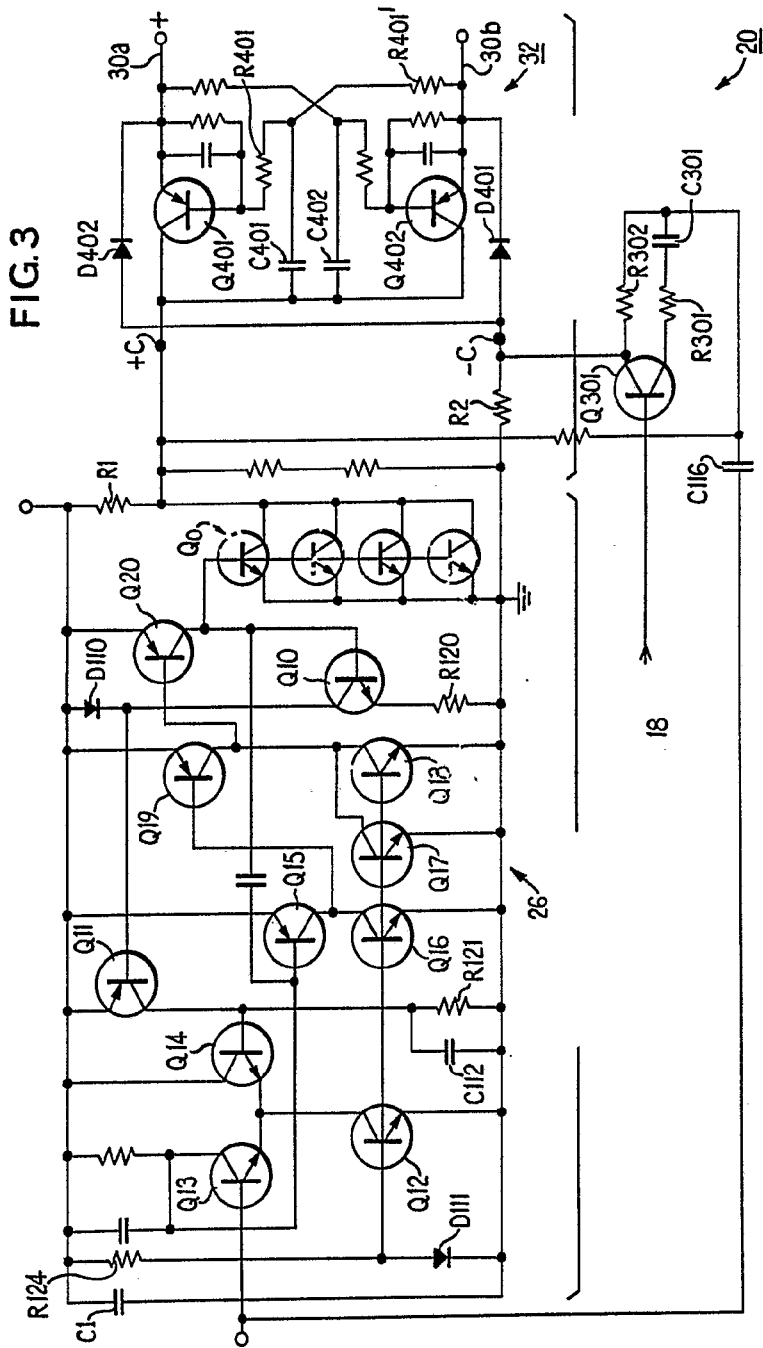 FIG. 3
30a
+
R401
D402
Q401
C401
C402
R401'
30b
32
Q402
D401
+C
-C
R2
R302
C301
R301
Q301
20
C116
R1
Q0
Q20
D110
Q10
R120
18
Q19
Q18
Q17
Q15
Q16
26
Q11
R121
Q14
C112
Q13
Q12
D111
R124
C1